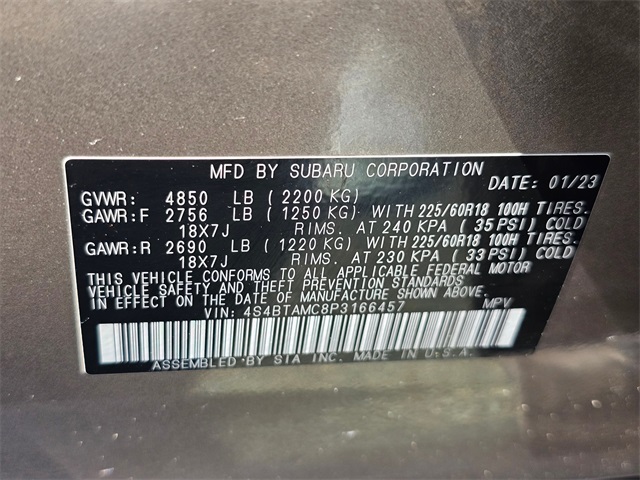 MFD BY SUBARU CORPORATION
DATE: 01/23
GVWR: 4850 LB ( 2200 KG)
GAWR: F 2756 LB ( 1250 KG) WITH 225/60R18 100H TIRES.
18X7J RIMS. AT 240 KPA ( 35 PSI) COLD
GAWR: R 2690 LB ( 1220 KG) WITH 225/60R18 100H TIRES.
18X7J RIMS. AT 230 KPA ( 33 PSI) COLD
THIS VEHICLE CONFORMS TO ALL APPLICABLE FEDERAL MOTOR
VEHICLE SAFETY AND THEFT PREVENTION STANDARDS
IN EFFECT ON THE DATE OF MANUFACTURE SHOWN ABOVE.
VIN: 4S4BTAMC8P3166457 MPV
ASSEMBLED BY SIA INC. MADE IN U.S.A.